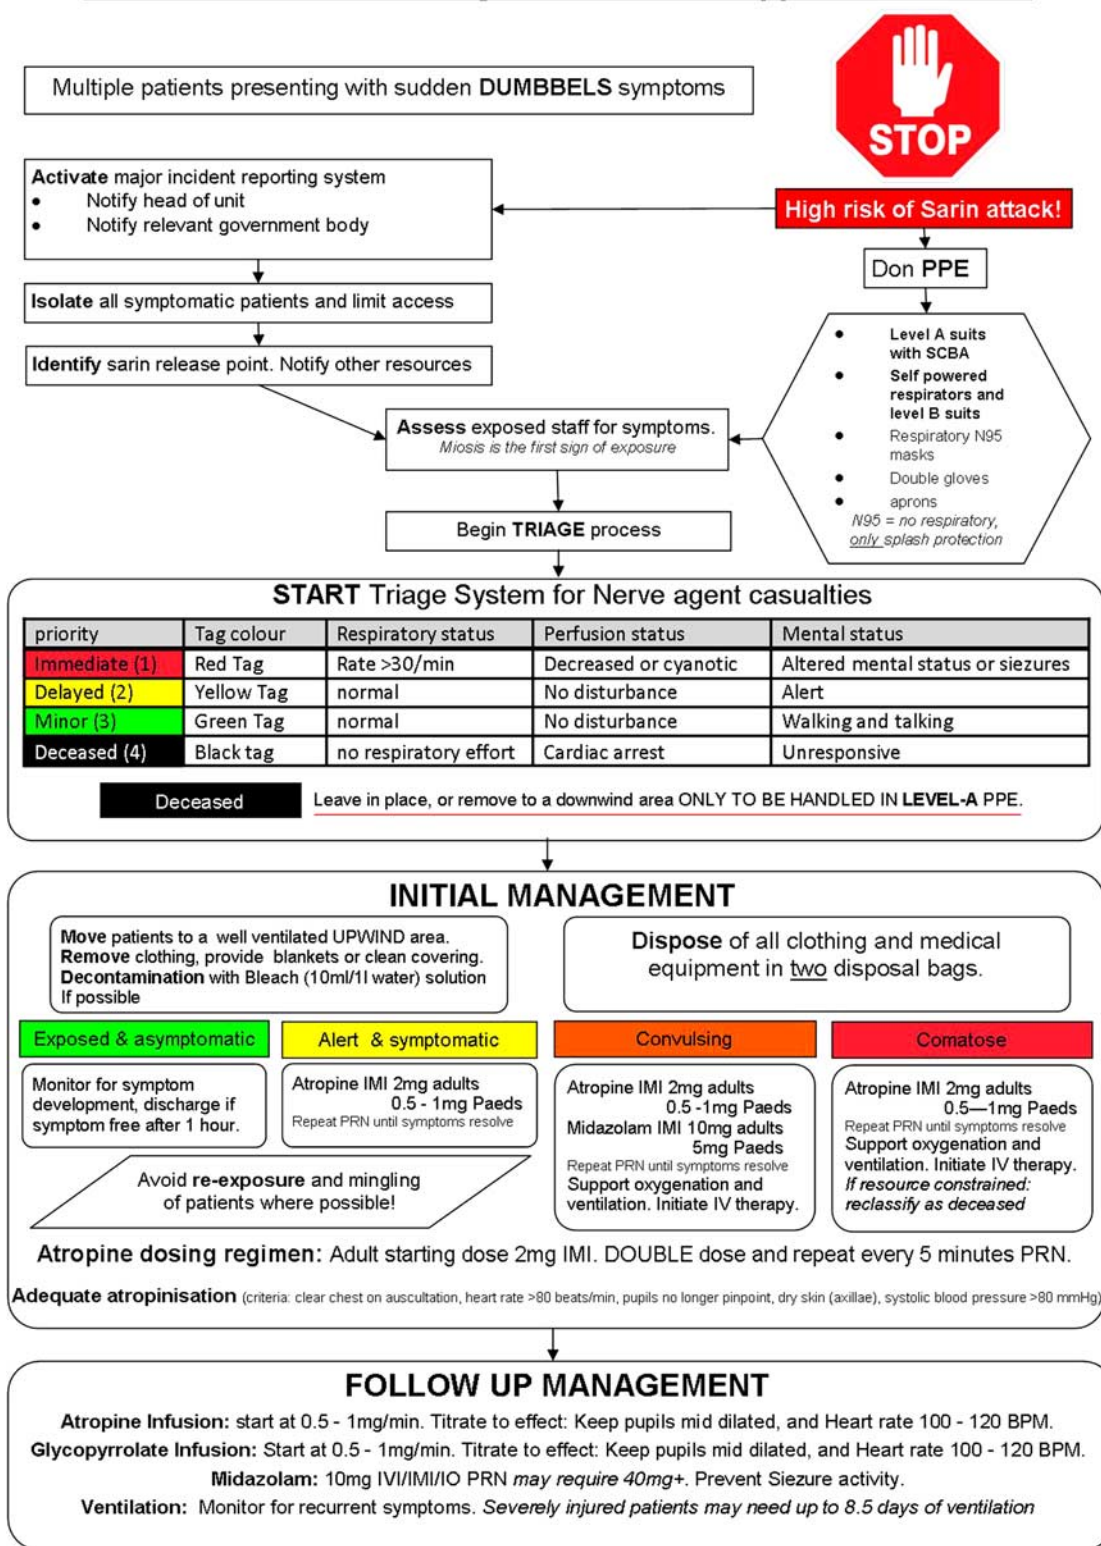 Multiple patients presenting with sudden DUMBBELS symptoms
STOP
High risk of Sarin attack!
Activate major incident reporting system
• Notify head of unit
• Notify relevant government body
Isolate all symptomatic patients and limit access
Identify sarin release point. Notify other resources
Don PPE
• Level A suits
with SCBA
• Self powered
respirators and
level B suits
• Respiratory N95
masks
• Double gloves
• aprons
N95 = no respiratory,
only splash protection
Assess exposed staff for symptoms.
Miosis is the first sign of exposure
Begin TRIAGE process
START Triage System for Nerve agent casualties
priority Tag colour Respiratory status Perfusion status Mental status
Immediate (1) Red Tag Rate >30/min Decreased or cyanotic Altered mental status or siezures
Delayed (2) Yellow Tag normal No disturbance Alert
Minor (3) Green Tag normal No disturbance Walking and talking
Deceased (4) Black tag no respiratory effort Cardiac arrest Unresponsive
Deceased Leave in place, or remove to a downwind area ONLY TO BE HANDLED IN LEVEL-A PPE.
INITIAL MANAGEMENT
Move patients to a well ventilated UPWIND area.
Remove clothing, provide blankets or clean covering.
Decontamination with Bleach (10ml/1l water) solution
If possible
Dispose of all clothing and medical
equipment in two disposal bags.
Exposed & asymptomatic
Monitor for symptom
development, discharge if
symptom free after 1 hour.
Alert & symptomatic
Atropine IMI 2mg adults
0.5 - 1mg Paeds
Repeat PRN until symptoms resolve
Convulsing
Atropine IMI 2mg adults
0.5 -1mg Paeds
Midazolam IMI 10mg adults
5mg Paeds
Repeat PRN until symptoms resolve
Support oxygenation and
ventilation. Initiate IV therapy.
Comatose
Atropine IMI 2mg adults
0.5—1mg Paeds
Repeat PRN until symptoms resolve
Support oxygenation and
ventilation. Initiate IV therapy.
If resource constrained:
reclassify as deceased
Avoid re-exposure and mingling
of patients where possible!
Atropine dosing regimen: Adult starting dose 2mg IMI. DOUBLE dose and repeat every 5 minutes PRN.
Adequate atropinisation (criteria: clear chest on auscultation, heart rate >80 beats/min, pupils no longer pinpoint, dry skin (axillae), systolic blood pressure >80 mmHg)
FOLLOW UP MANAGEMENT
Atropine Infusion: start at 0.5 - 1mg/min. Titrate to effect: Keep pupils mid dilated, and Heart rate 100 - 120 BPM.
Glycopyrrolate Infusion: Start at 0.5 - 1mg/min. Titrate to effect: Keep pupils mid dilated, and Heart rate 100 - 120 BPM.
Midazolam: 10mg IVI/IMI/IO PRN may require 40mg+. Prevent Siezure activity.
Ventilation: Monitor for recurrent symptoms. Severely injured patients may need up to 8.5 days of ventilation